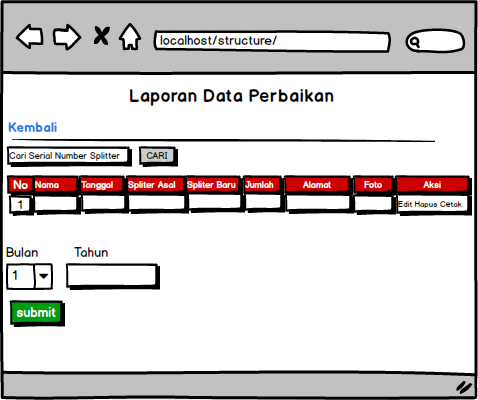 localhost/structure/
Laporan Data Perbaikan
Kembali
Cari Serial Number Splitter CARI
No Nama Tanggal Spliter Asal Spliter Baru Jumlah Alamat Foto Aksi
1 Edit Hapus Cetak
Bulan Tahun
1
submit